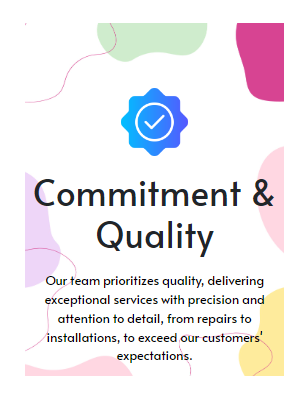 Commitment &
Quality
Our team prioritizes quality, delivering
exceptional services with precision and
attention to detail, from repairs to
installations, to exceed our customers'
expectations.